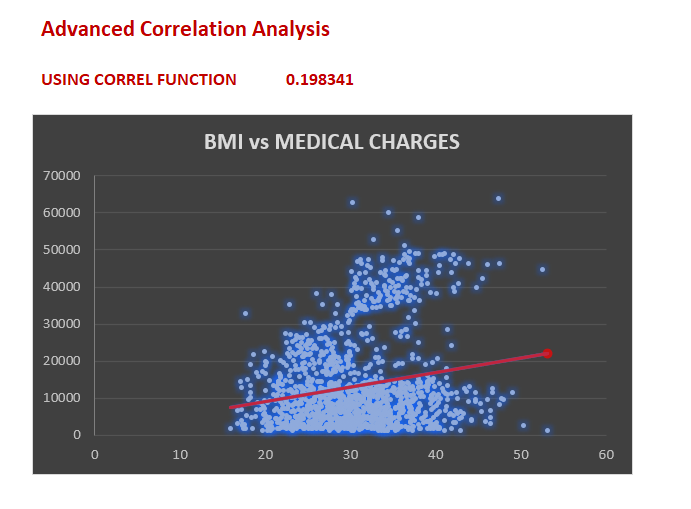 Advanced Correlation Analysis
USING CORREL FUNCTION 0.198341
BMI vs MEDICAL CHARGES
70000
60000
50000
40000
30000
20000
10000
0
0 10 20 30 40 50 60